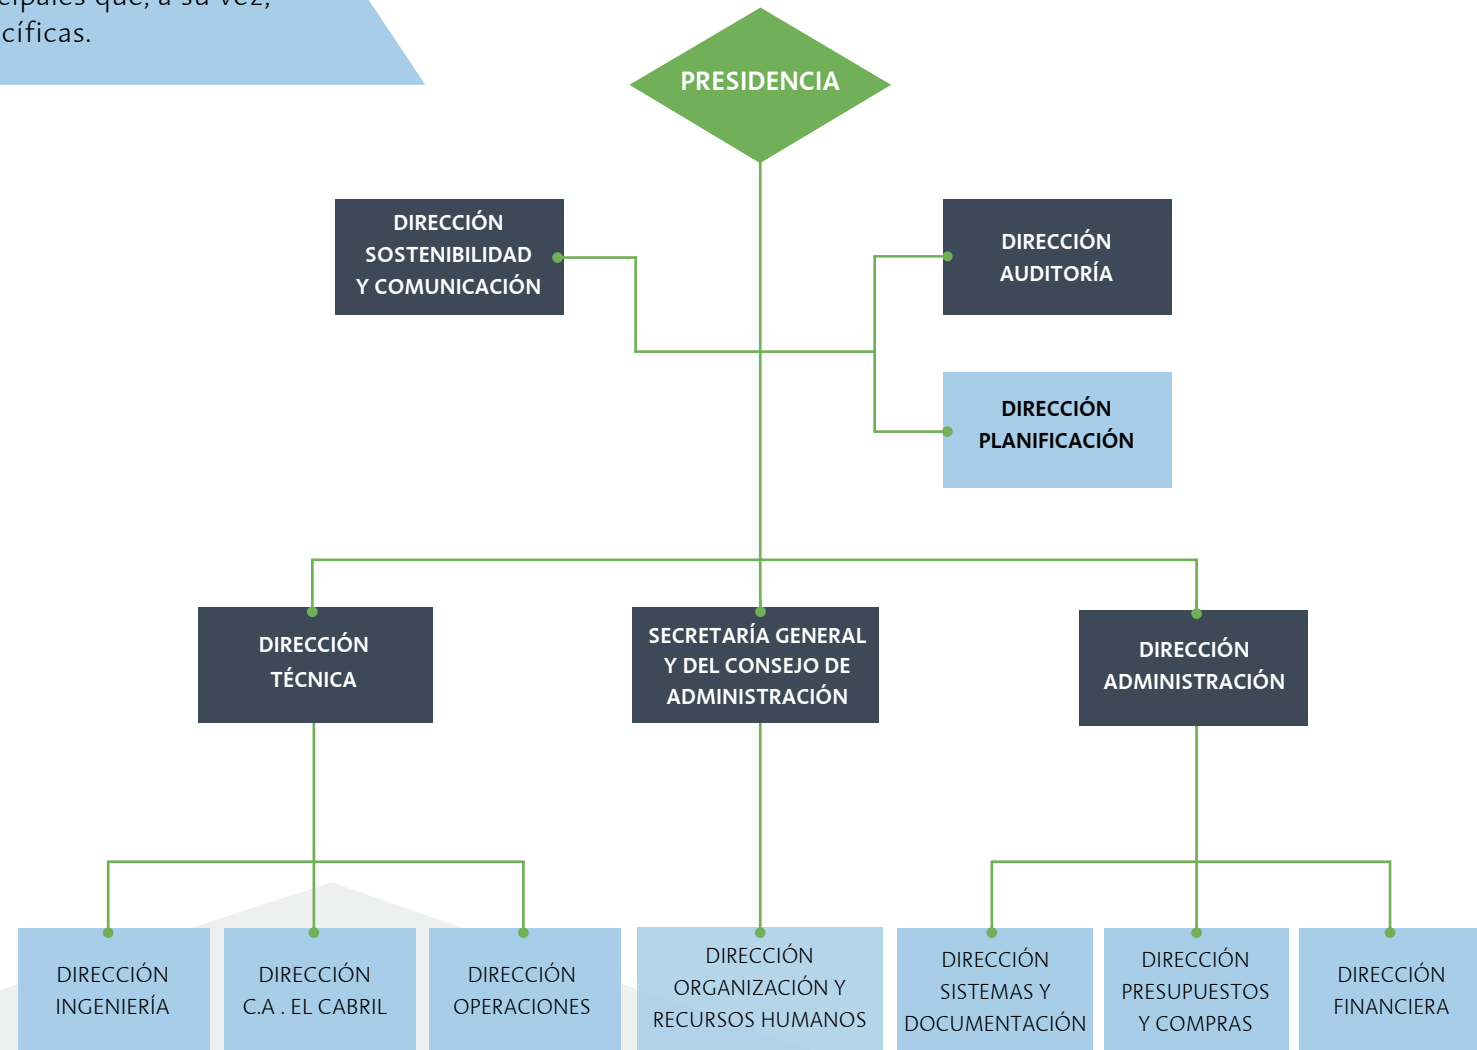 a su vez,
cíficas.
PRESIDENCIA
DIRECCIÓN
SOSTENIBILIDAD
Y COMUNICACIÓN
DIRECCIÓN
AUDITORÍA
DIRECCIÓN
PLANIFICACIÓN
DIRECCIÓN
TÉCNICA
SECRETARÍA GENERAL
Y DEL CONSEJO DE
ADMINISTRACIÓN
DIRECCIÓN
ADMINISTRACIÓN
DIRECCIÓN
INGENIERÍA
DIRECCIÓN
C.A . EL CABRIL
DIRECCIÓN
OPERACIONES
DIRECCIÓN
ORGANIZACIÓN Y
RECURSOS HUMANOS
DIRECCIÓN
SISTEMAS Y
DOCUMENTACIÓN
DIRECCIÓN
PRESUPUESTOS
Y COMPRAS
DIRECCIÓN
FINANCIERA